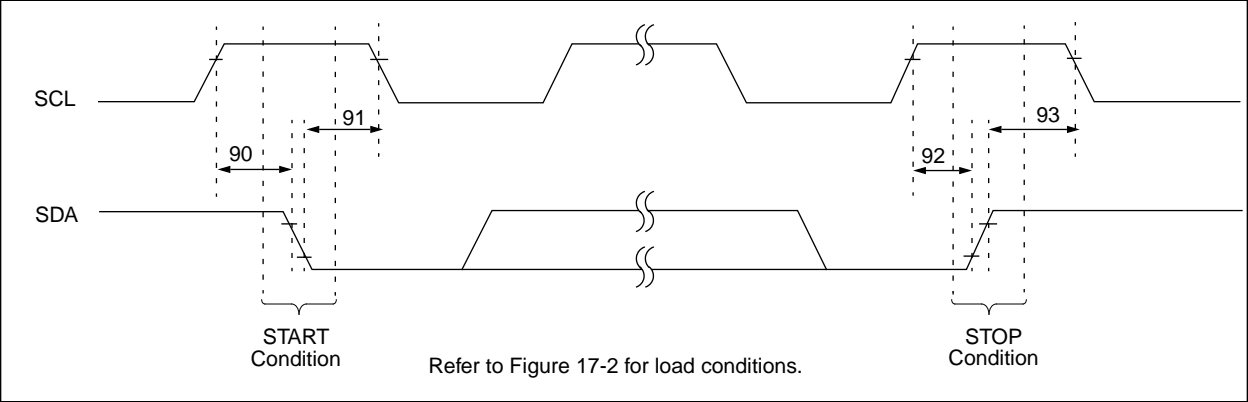 SCL
91
93
90
92
SDA
START
Condition
STOP
Condition
Refer to Figure 17-2 for load conditions.